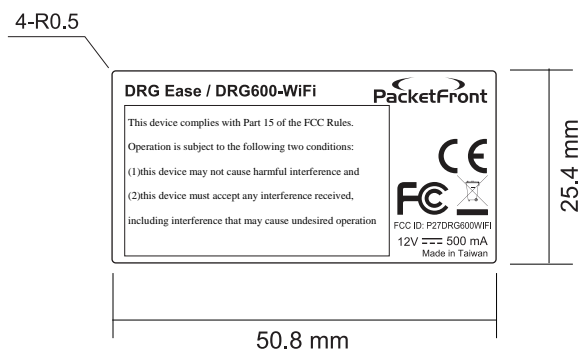 4-R0.5
DRG Ease / DRG600-WiFi
PacketFront
This device complies with Part 15 of the FCC Rules.
Operation is subject to the following two conditions:
(1)this device may not cause harmful interference and
(2)this device must accept any interference received,
including interference that may cause undesired operation
CE
FC
FCC ID: P27DRG600WIFI
12V ⎓ 500 mA
Made in Taiwan
25.4 mm
50.8 mm